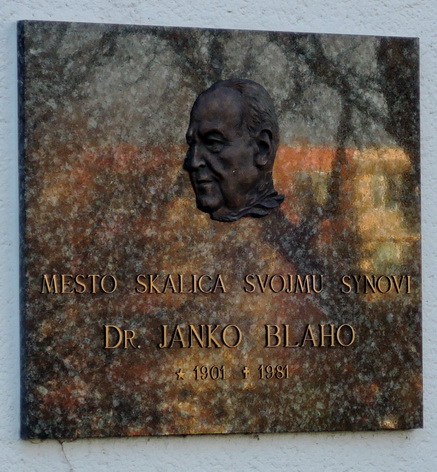 MESTO SKALICA SVOJMU SYNOVI
DR. JANKO BLAHO
* 1901 † 1981